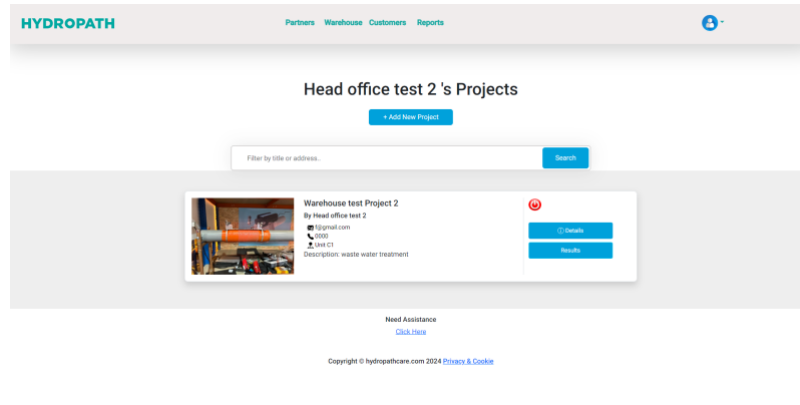 HYDROPATH
Partners Warehouse Customers Reports
Head office test 2 's Projects
+ Add New Project
Filter by title or address..
Search
Warehouse test Project 2
By Head office test 2
f@gmail.com
0000
Unit C1
Description: waste water treatment
Details
Results
Need Assistance
Click Here
Copyright © hydropathcare.com 2024 Privacy & Cookie